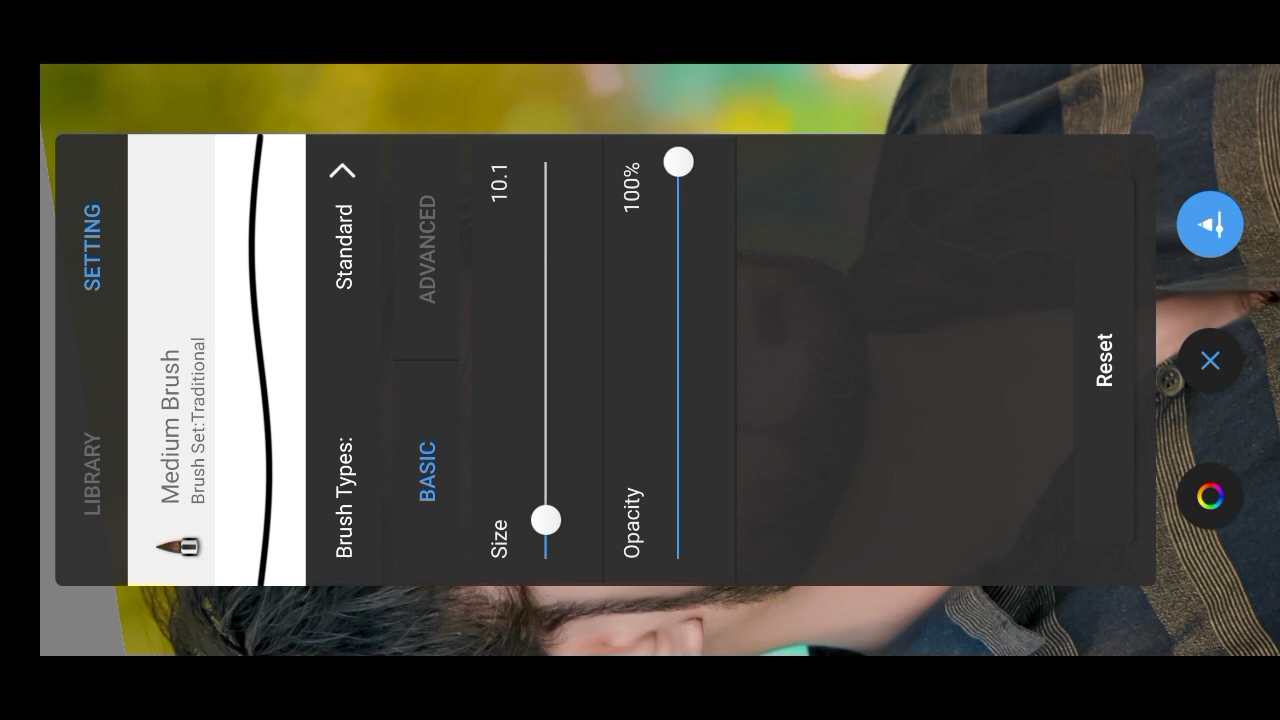 LIBRARY
SETTING
Medium Brush
Brush Set:Traditional
Brush Types:
Standard
BASIC
ADVANCED
Size
10.1
Opacity
100%
Reset